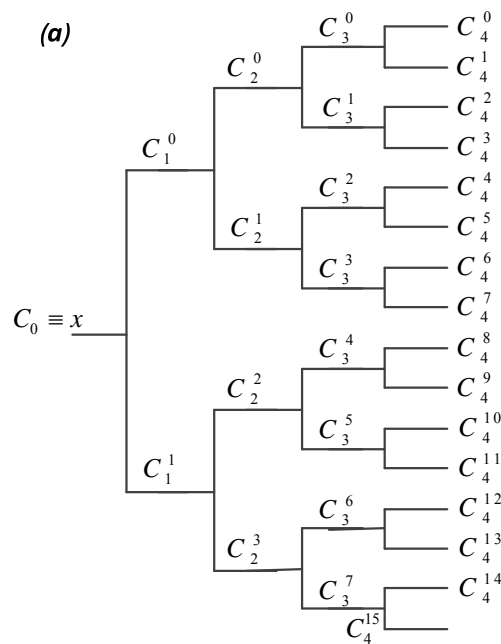 (a)
C_3^0
C_4^0
C_2^0
C_4^1
C_3^1
C_4^2
C_1^0
C_4^3
C_3^2
C_4^4
C_2^1
C_4^5
C_3^3
C_4^6
C_4^7
C_0 ≡ x
C_3^4
C_4^8
C_2^2
C_4^9
C_3^5
C_4^10
C_1^1
C_4^11
C_3^6
C_4^12
C_2^3
C_4^13
C_3^7
C_4^14
C_4^15